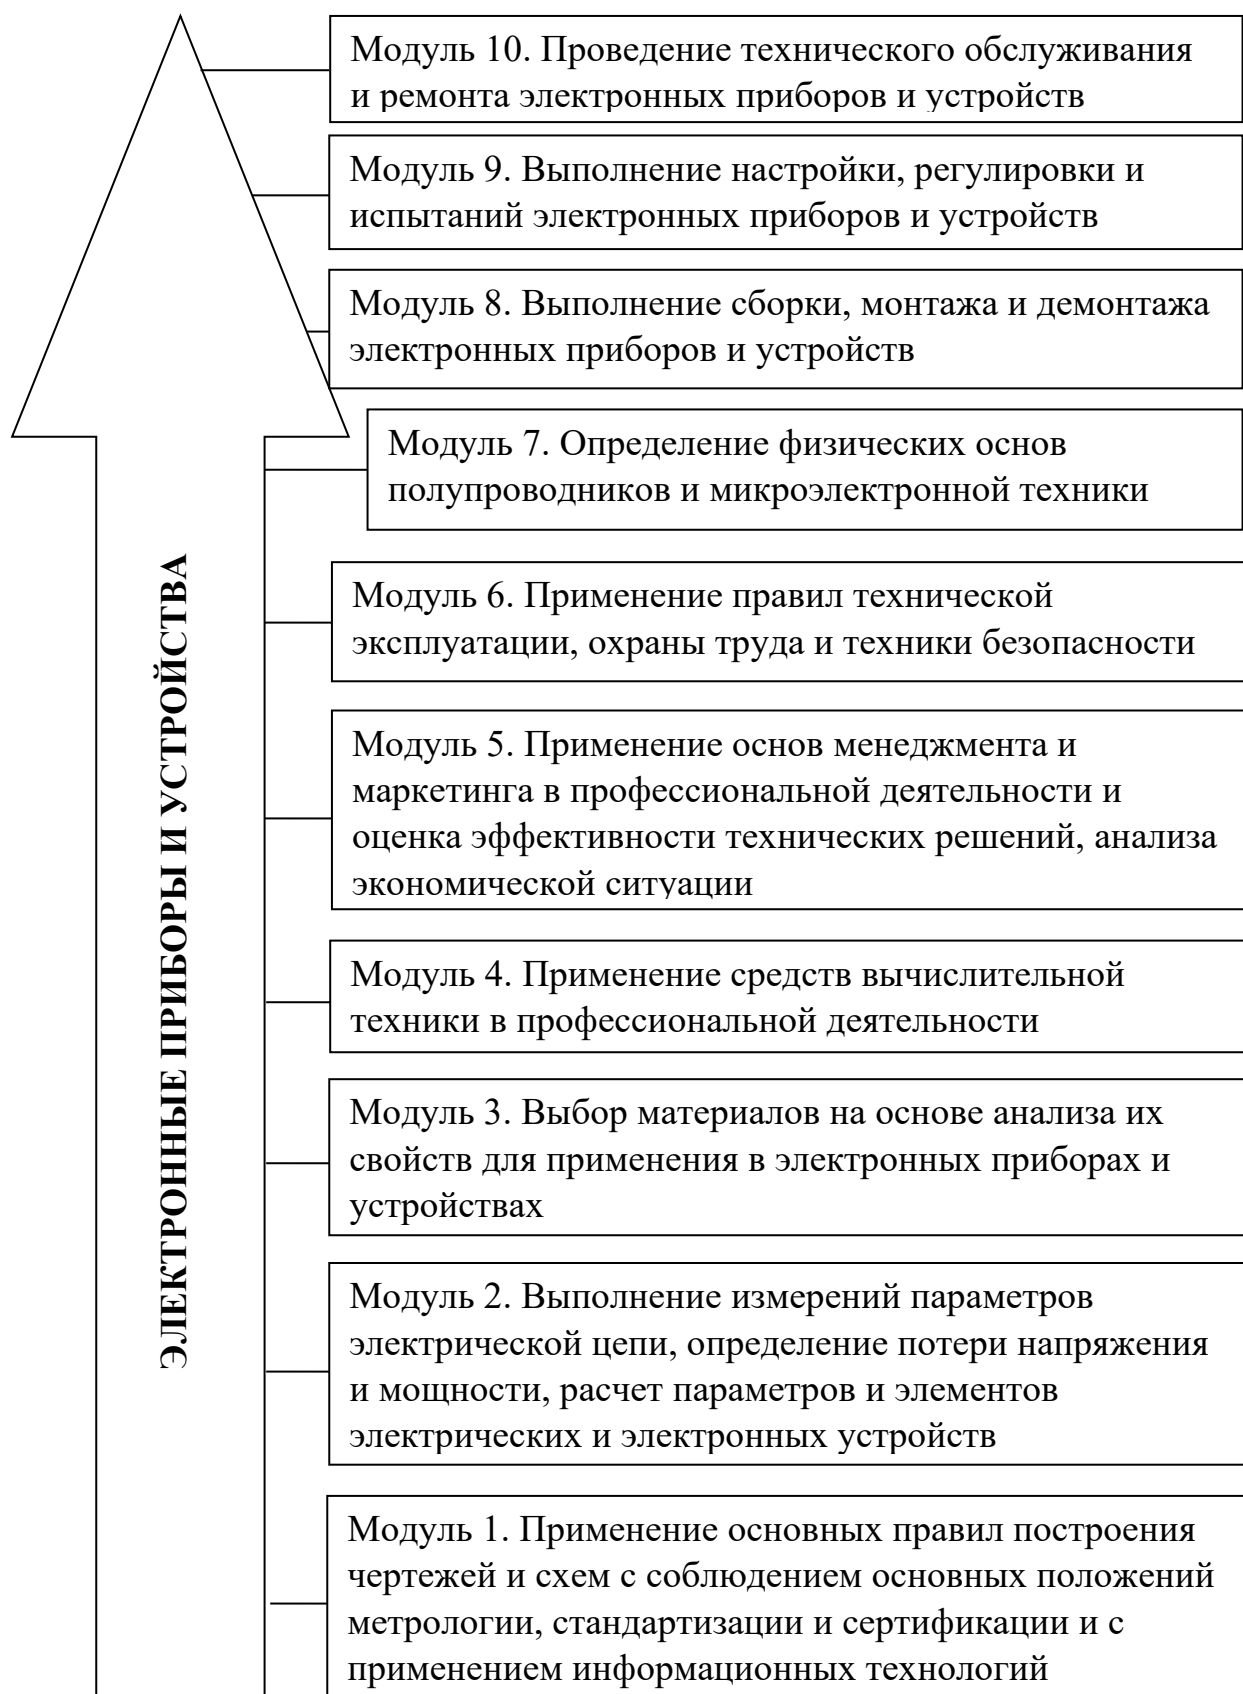 Модуль 10. Проведение технического обслуживания
и ремонта электронных приборов и устройств
Модуль 9. Выполнение настройки, регулировки и
испытаний электронных приборов и устройств
Модуль 8. Выполнение сборки, монтажа и демонтажа
электронных приборов и устройств
Модуль 7. Определение физических основ
полупроводников и микроэлектронной техники
Модуль 6. Применение правил технической
эксплуатации, охраны труда и техники безопасности
Модуль 5. Применение основ менеджмента и
маркетинга в профессиональной деятельности и
оценка эффективности технических решений, анализа
экономической ситуации
Модуль 4. Применение средств вычислительной
техники в профессиональной деятельности
Модуль 3. Выбор материалов на основе анализа их
свойств для применения в электронных приборах и
устройствах
Модуль 2. Выполнение измерений параметров
электрической цепи, определение потери напряжения
и мощности, расчет параметров и элементов
электрических и электронных устройств
Модуль 1. Применение основных правил построения
чертежей и схем с соблюдением основных положений
метрологии, стандартизации и сертификации и с
применением информационных технологий
ЭЛЕКТРОННЫЕ ПРИБОРЫ И УСТРОЙСТВА